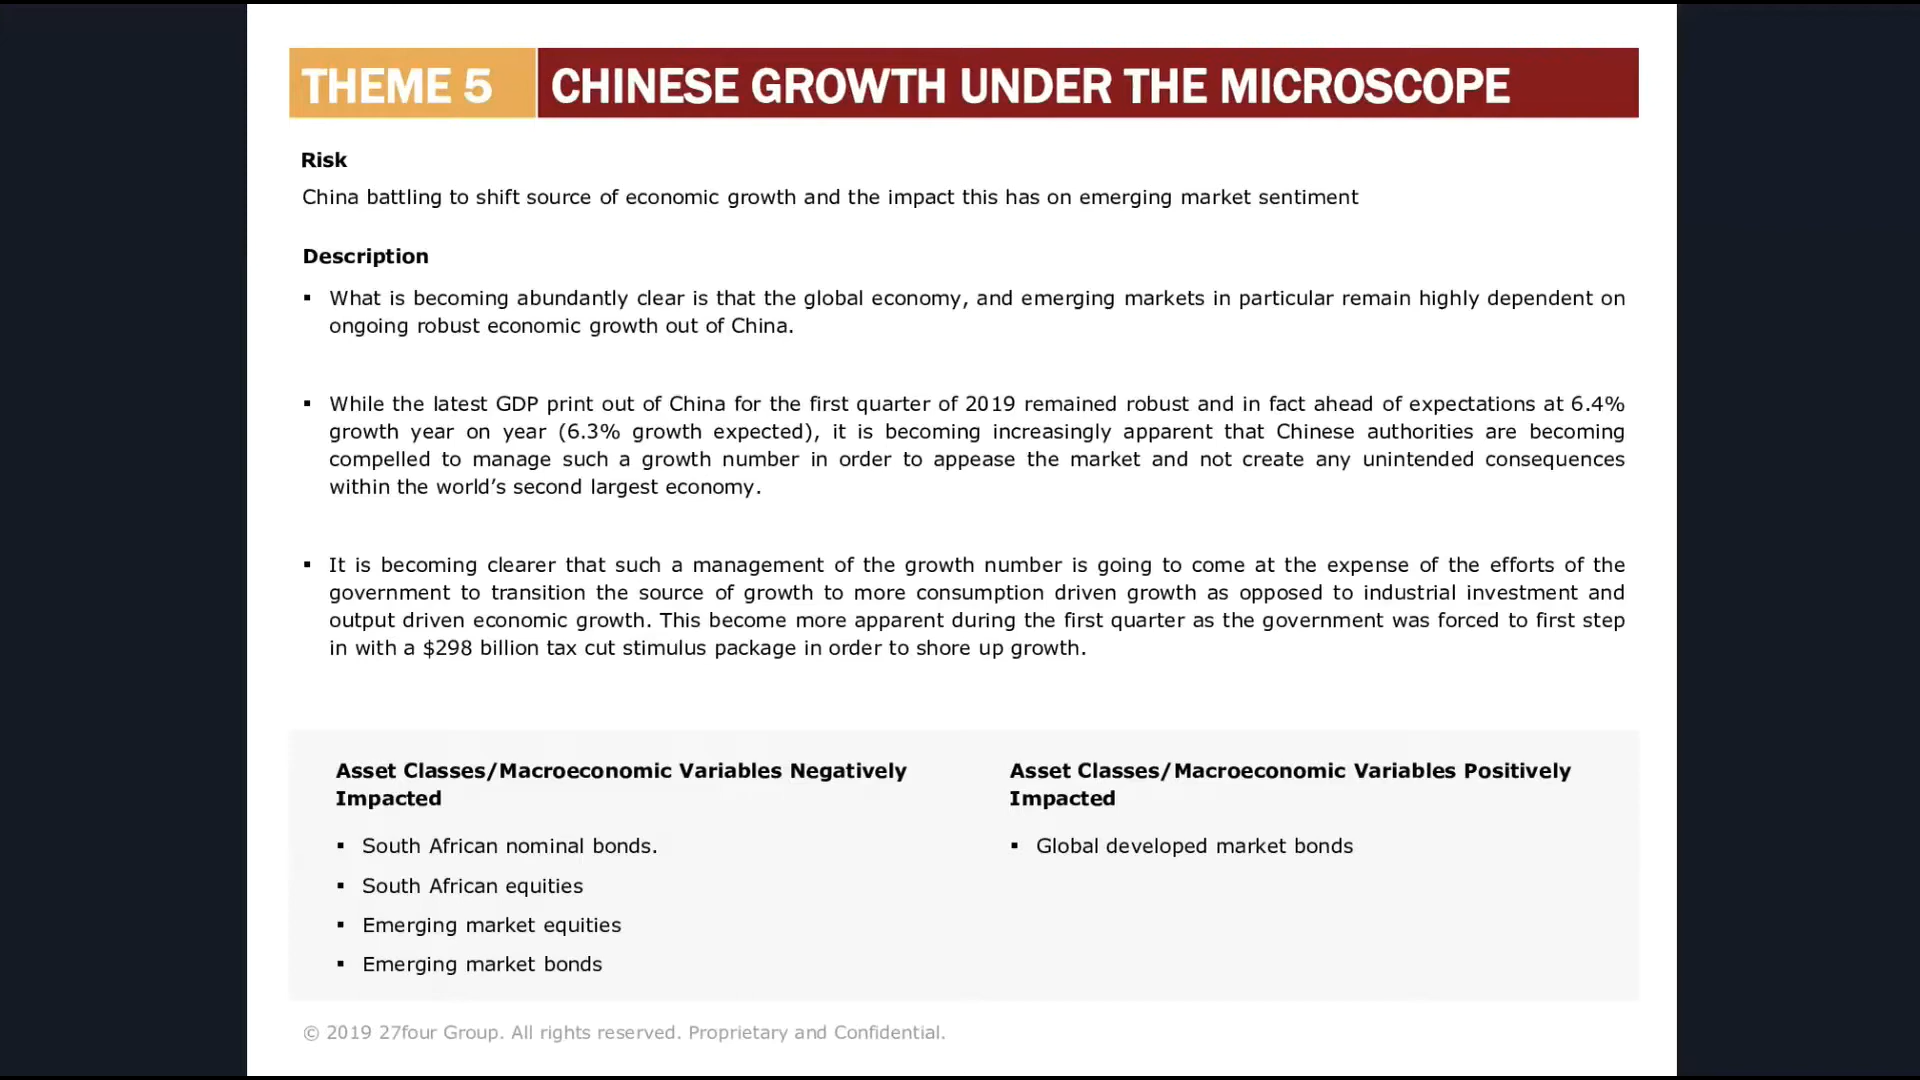 THEME 5 CHINESE GROWTH UNDER THE MICROSCOPE
Risk
China battling to shift source of economic growth and the impact this has on emerging market sentiment
Description
▪ What is becoming abundantly clear is that the global economy, and emerging markets in particular remain highly dependent on
ongoing robust economic growth out of China.
▪ While the latest GDP print out of China for the first quarter of 2019 remained robust and in fact ahead of expectations at 6.4%
growth year on year (6.3% growth expected), it is becoming increasingly apparent that Chinese authorities are becoming
compelled to manage such a growth number in order to appease the market and not create any unintended consequences
within the world’s second largest economy.
▪ It is becoming clearer that such a management of the growth number is going to come at the expense of the efforts of the
government to transition the source of growth to more consumption driven growth as opposed to industrial investment and
output driven economic growth. This become more apparent during the first quarter as the government was forced to first step
in with a $298 billion tax cut stimulus package in order to shore up growth.
Asset Classes/Macroeconomic Variables Negatively
Impacted
▪ South African nominal bonds.
▪ South African equities
▪ Emerging market equities
▪ Emerging market bonds
Asset Classes/Macroeconomic Variables Positively
Impacted
▪ Global developed market bonds
© 2019 27four Group. All rights reserved. Proprietary and Confidential.